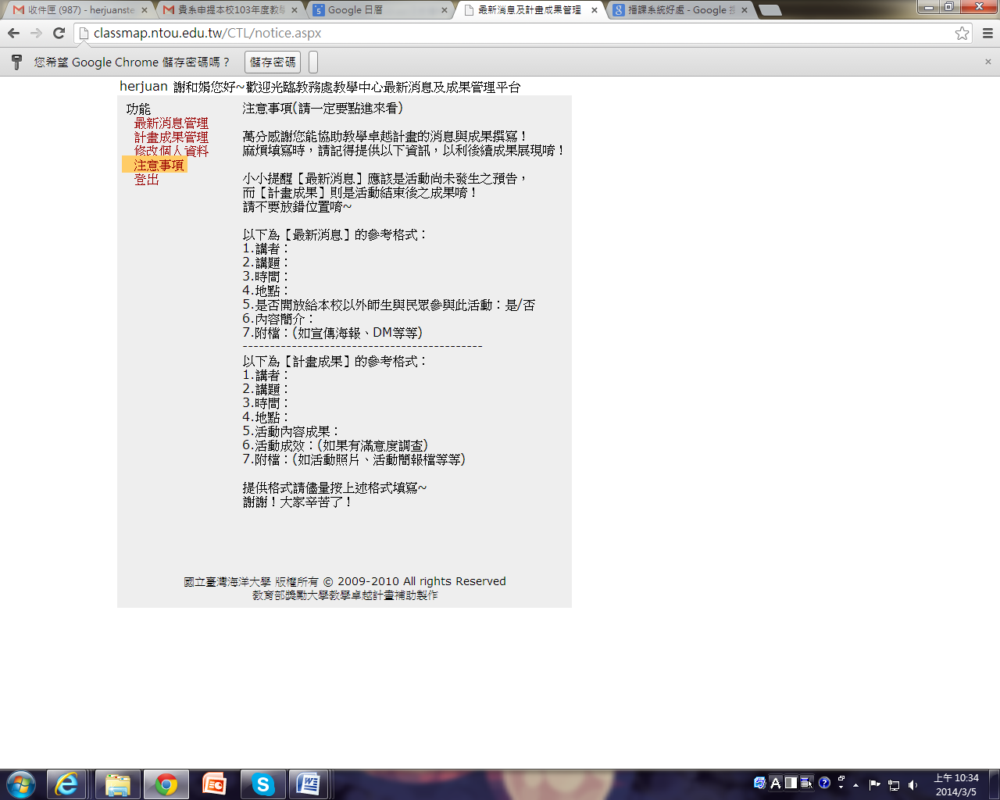 收件匣 (987) - herjuanste
貴系申提本校103年度教學
Google 日曆
最新消息及計畫成果管理
播課系統好處 - Google 搜
classmap.ntou.edu.tw/CTL/notice.aspx
您希望 Google Chrome 儲存密碼嗎？ 儲存密碼
herjuan 謝和娟您好~歡迎光臨教務處教學中心最新消息及成果管理平台
功能
最新消息管理
計畫成果管理
修改個人資料
注意事項
登出
注意事項(請一定要點進來看)
萬分感謝您能協助教學卓越計畫的消息與成果撰寫！
麻煩填寫時，請記得提供以下資訊，以利後續成果展現唷！
小小提醒【最新消息】應該是活動尚未發生之預告，
而【計畫成果】則是活動結束後之成果唷！
請不要放錯位置唷~
以下為【最新消息】的參考格式：
1.講者：
2.講題：
3.時間：
4.地點：
5.是否開放給本校以外師生與民眾參與此活動：是/否
6.內容簡介：
7.附檔：(如宣傳海報、DM等等)
--------------------------------------------
以下為【計畫成果】的參考格式：
1.講者：
2.講題：
3.時間：
4.地點：
5.活動內容成果：
6.活動成效：(如果有滿意度調查)
7.附檔：(如活動照片、活動簡報檔等等)
提供格式請儘量按上述格式填寫~
謝謝！大家辛苦了！
國立臺灣海洋大學 版權所有 © 2009-2010 All rights Reserved
教育部獎勵大學教學卓越計畫補助製作
上午 10:34
2014/3/5